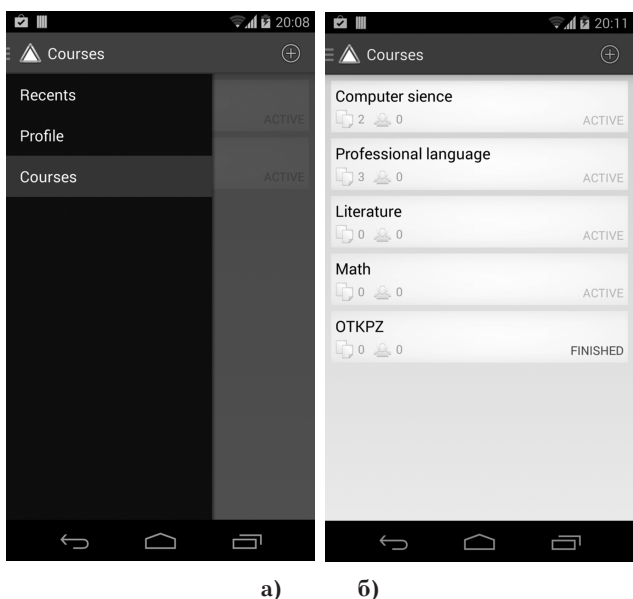 20:08
Courses
Recents
ACTIVE
Profile
Courses
ACTIVE
20:11
Courses
Computer sience
2 0
ACTIVE
Professional language
3 0
ACTIVE
Literature
0 0
ACTIVE
Math
0 0
ACTIVE
OTKPZ
0 0
FINISHED
а) б)